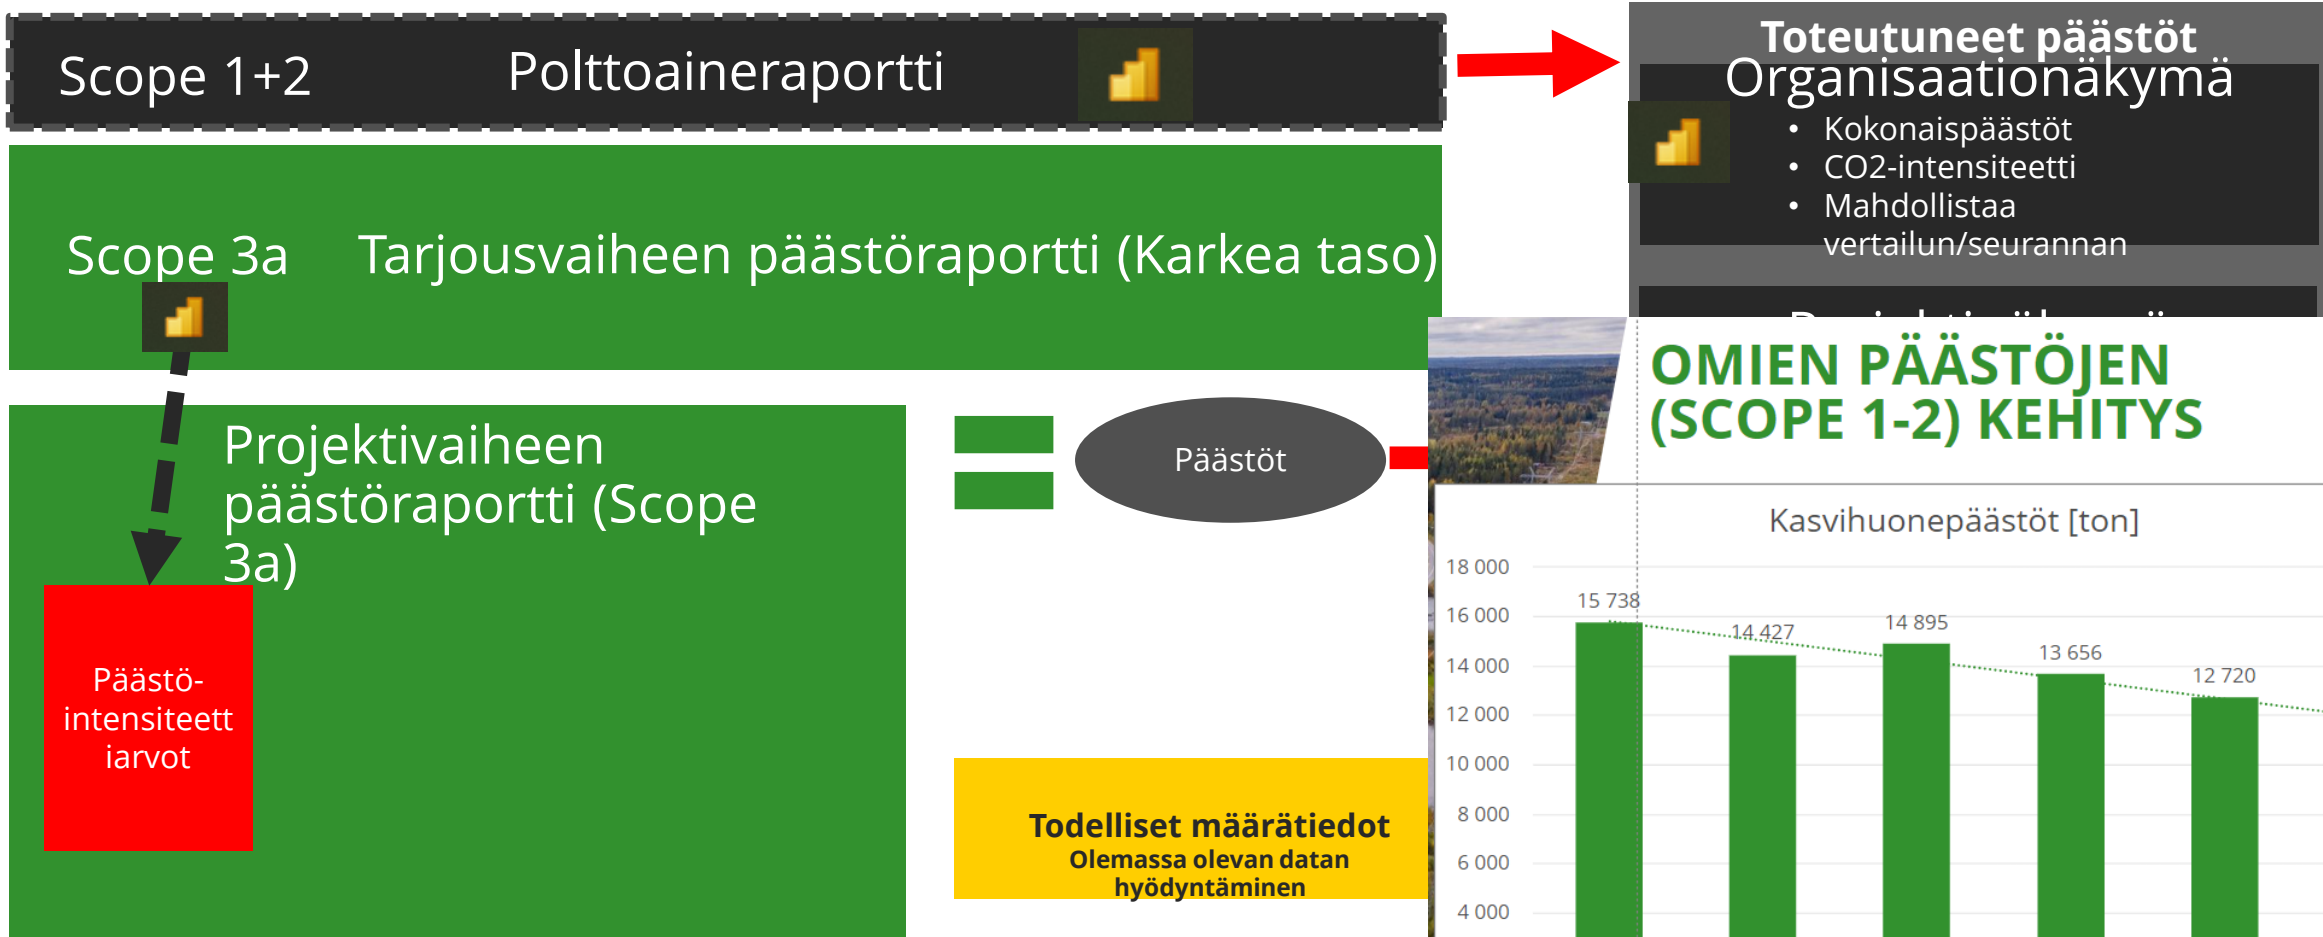 Scope 1+2
Polttoaineraportti
Toteutuneet päästöt
Organisaationäkymä
• Kokonaispäästöt
• CO2-intensiteetti
• Mahdollistaa
vertailun/seurannan
Scope 3a
Tarjousvaiheen päästöraportti (Karkea taso)
Projektivaiheen
päästöraportti (Scope
3a)
Päästö-
intensiteett
iarvot
Päästöt
Todelliset määrätiedot
Olemassa olevan datan
hyödyntäminen
OMIEN PÄÄSTÖJEN
(SCOPE 1-2) KEHITYS
Kasvihuonepäästöt [ton]
18 000
16 000
14 000
12 000
10 000
8 000
6 000
4 000
15 738
14 427
14 895
13 656
12 720